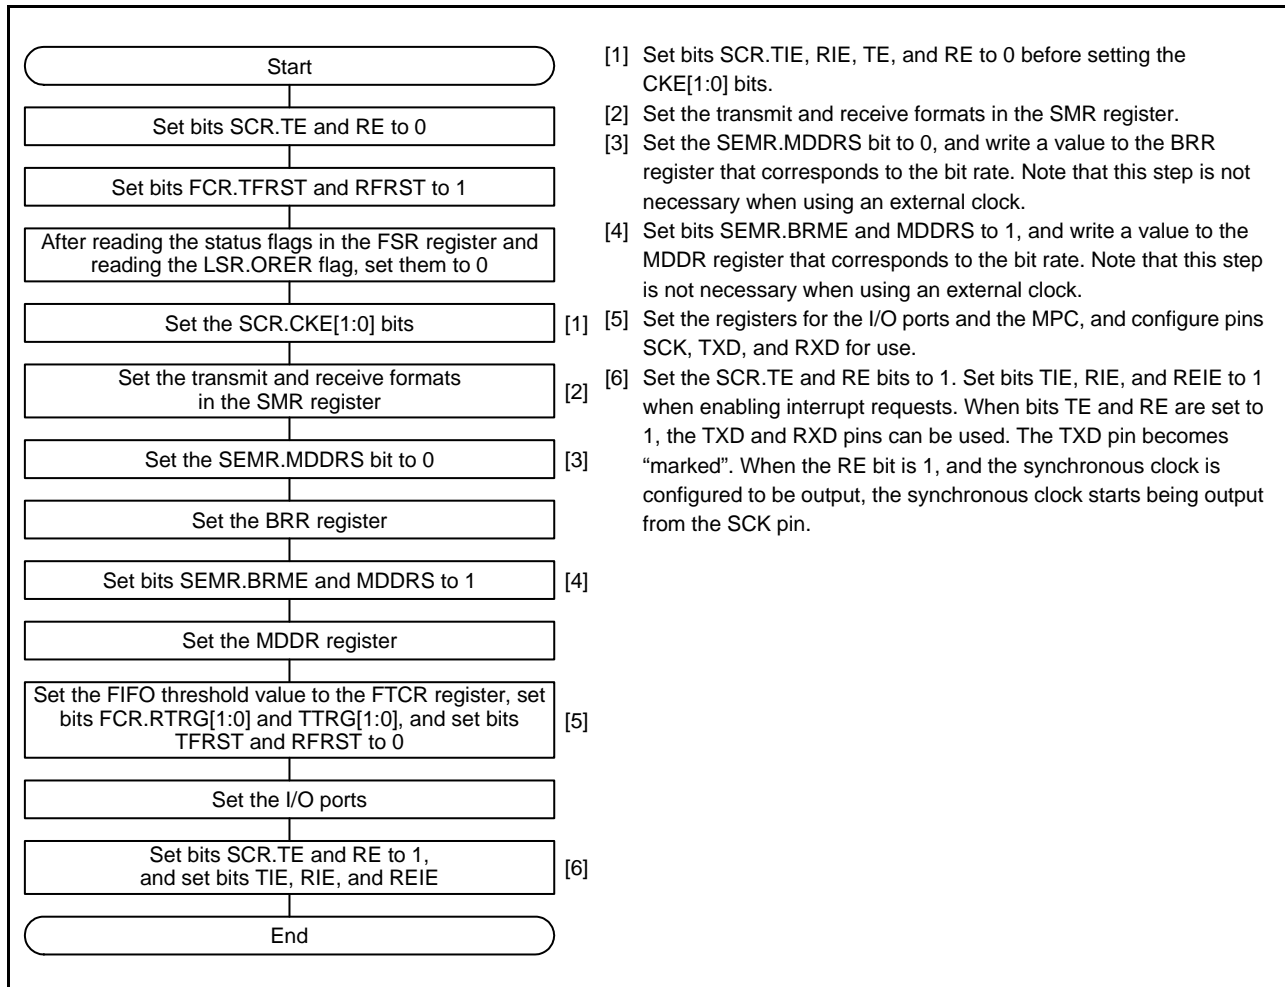 Start
Set bits SCR.TE and RE to 0
Set bits FCR.TFRST and RFRST to 1
After reading the status flags in the FSR register and
reading the LSR.ORER flag, set them to 0
Set the SCR.CKE[1:0] bits
[1]
Set the transmit and receive formats
in the SMR register
[2]
Set the SEMR.MDDRS bit to 0
[3]
Set the BRR register
Set bits SEMR.BRME and MDDRS to 1
[4]
Set the MDDR register
Set the FIFO threshold value to the FTCR register, set
bits FCR.RTRG[1:0] and TTRG[1:0], and set bits
TFRST and RFRST to 0
[5]
Set the I/O ports
Set bits SCR.TE and RE to 1,
and set bits TIE, RIE, and REIE
[6]
End
[1] Set bits SCR.TIE, RIE, TE, and RE to 0 before setting the
CKE[1:0] bits.
[2] Set the transmit and receive formats in the SMR register.
[3] Set the SEMR.MDDRS bit to 0, and write a value to the BRR
register that corresponds to the bit rate. Note that this step is not
necessary when using an external clock.
[4] Set bits SEMR.BRME and MDDRS to 1, and write a value to the
MDDR register that corresponds to the bit rate. Note that this step
is not necessary when using an external clock.
[5] Set the registers for the I/O ports and the MPC, and configure pins
SCK, TXD, and RXD for use.
[6] Set the SCR.TE and RE bits to 1. Set bits TIE, RIE, and REIE to 1
when enabling interrupt requests. When bits TE and RE are set to
1, the TXD and RXD pins can be used. The TXD pin becomes
“marked”. When the RE bit is 1, and the synchronous clock is
configured to be output, the synchronous clock starts being output
from the SCK pin.